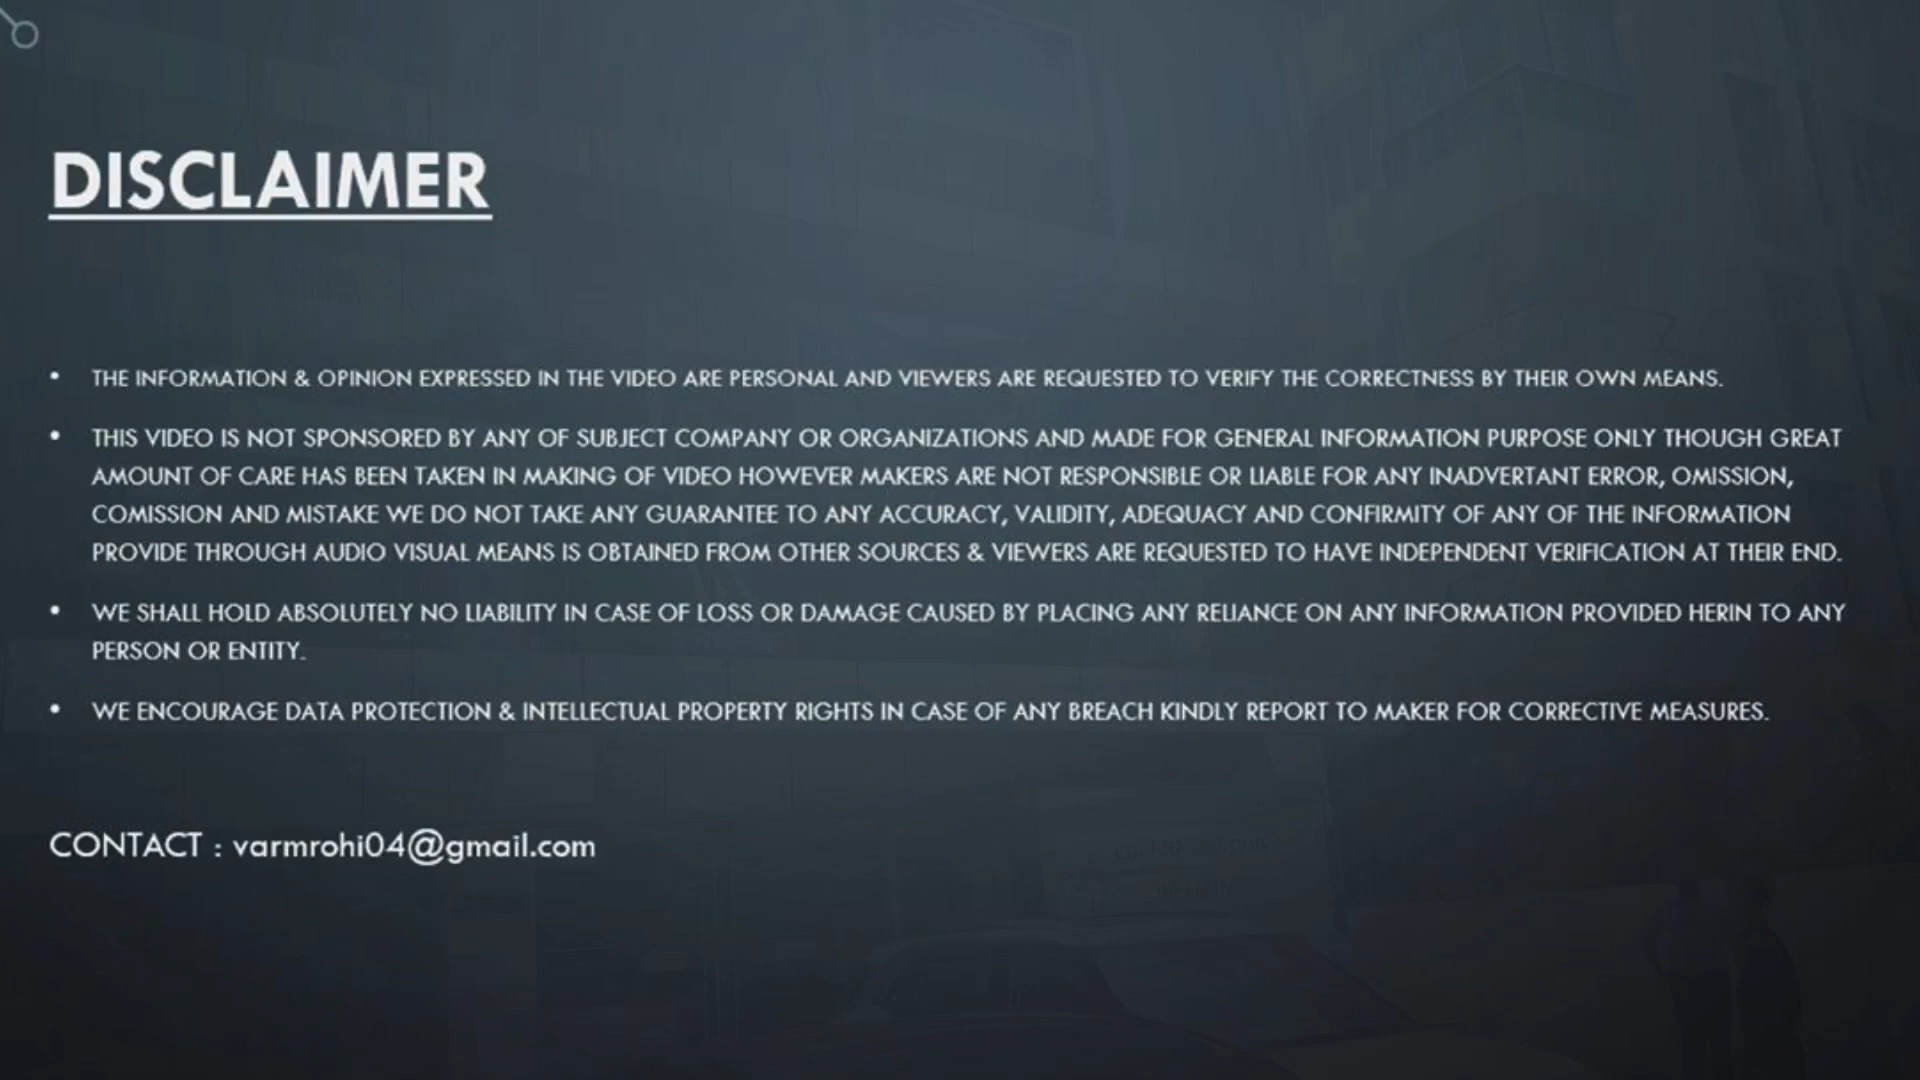 DISCLAIMER
• THE INFORMATION & OPINION EXPRESSED IN THE VIDEO ARE PERSONAL AND VIEWERS ARE REQUESTED TO VERIFY THE CORRECTNESS BY THEIR OWN MEANS.
• THIS VIDEO IS NOT SPONSORED BY ANY OF SUBJECT COMPANY OR ORGANIZATIONS AND MADE FOR GENERAL INFORMATION PURPOSE ONLY THOUGH GREAT
AMOUNT OF CARE HAS BEEN TAKEN IN MAKING OF VIDEO HOWEVER MAKERS ARE NOT RESPONSIBLE OR LIABLE FOR ANY INADVERTANT ERROR, OMISSION,
COMISSION AND MISTAKE WE DO NOT TAKE ANY GUARANTEE TO ANY ACCURACY, VALIDITY, ADEQUACY AND CONFIRMITY OF ANY OF THE INFORMATION
PROVIDE THROUGH AUDIO VISUAL MEANS IS OBTAINED FROM OTHER SOURCES & VIEWERS ARE REQUESTED TO HAVE INDEPENDENT VERIFICATION AT THEIR END.
• WE SHALL HOLD ABSOLUTELY NO LIABILITY IN CASE OF LOSS OR DAMAGE CAUSED BY PLACING ANY RELIANCE ON ANY INFORMATION PROVIDED HERIN TO ANY
PERSON OR ENTITY.
• WE ENCOURAGE DATA PROTECTION & INTELLECTUAL PROPERTY RIGHTS IN CASE OF ANY BREACH KINDLY REPORT TO MAKER FOR CORRECTIVE MEASURES.
CONTACT : varmrohi04@gmail.com